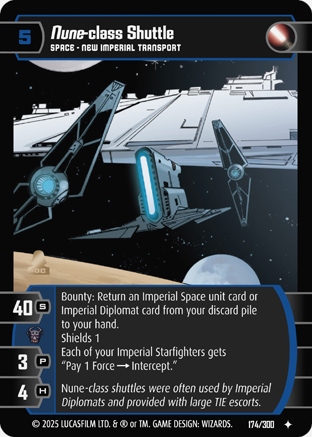 5
Nune-class Shuttle
SPACE - NEW IMPERIAL TRANSPORT
40 S
Bounty: Return an Imperial Space unit card or
Imperial Diplomat card from your discard pile
to your hand.
Shields 1
3 P
Each of your Imperial Starfighters gets
“Pay 1 Force → Intercept.”
4 H
Nune-class shuttles were often used by Imperial
Diplomats and provided with large TIE escorts.
© 2025 LUCASFILM LTD. & ® or TM. GAME DESIGN: WIZARDS.
174/300